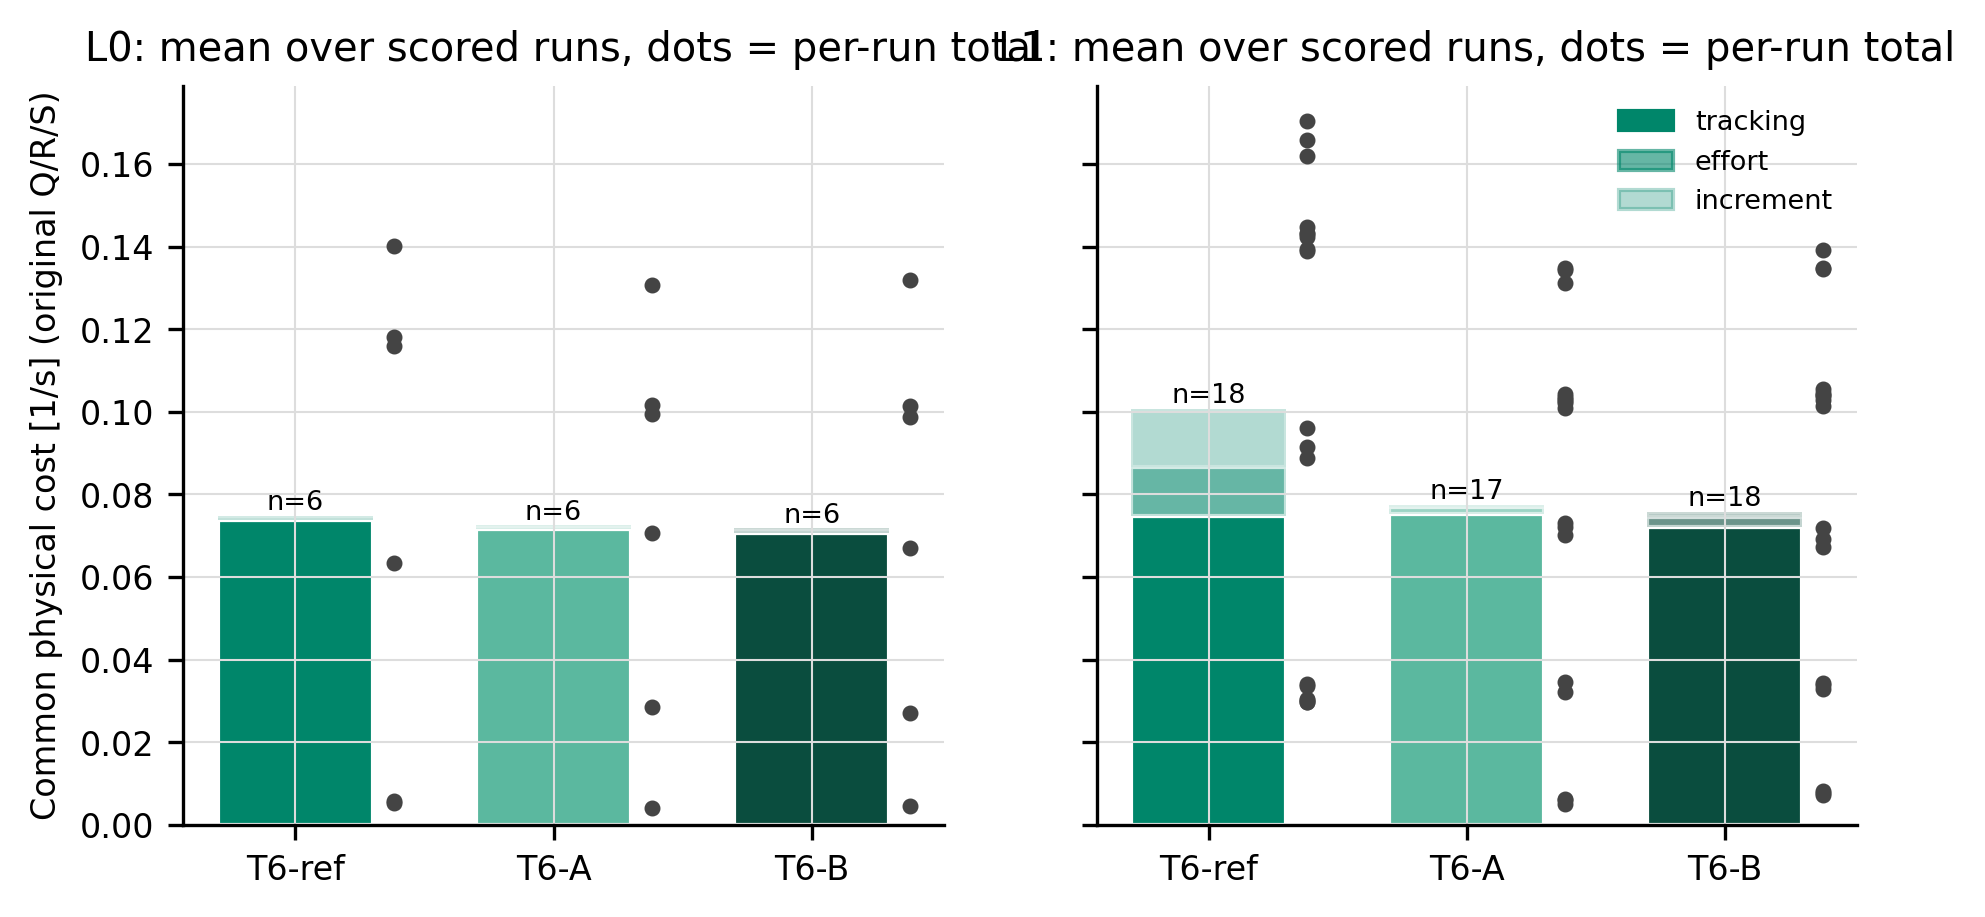 L0: mean over scored runs, dots = per-run total
L1: mean over scored runs, dots = per-run total
Common physical cost [1/s] (original Q/R/S)
0.16
0.14
0.12
0.10
0.08
0.06
0.04
0.02
0.00
n=6
n=6
n=6
T6-ref
T6-A
T6-B
tracking
effort
increment
n=18
n=17
n=18
T6-ref
T6-A
T6-B